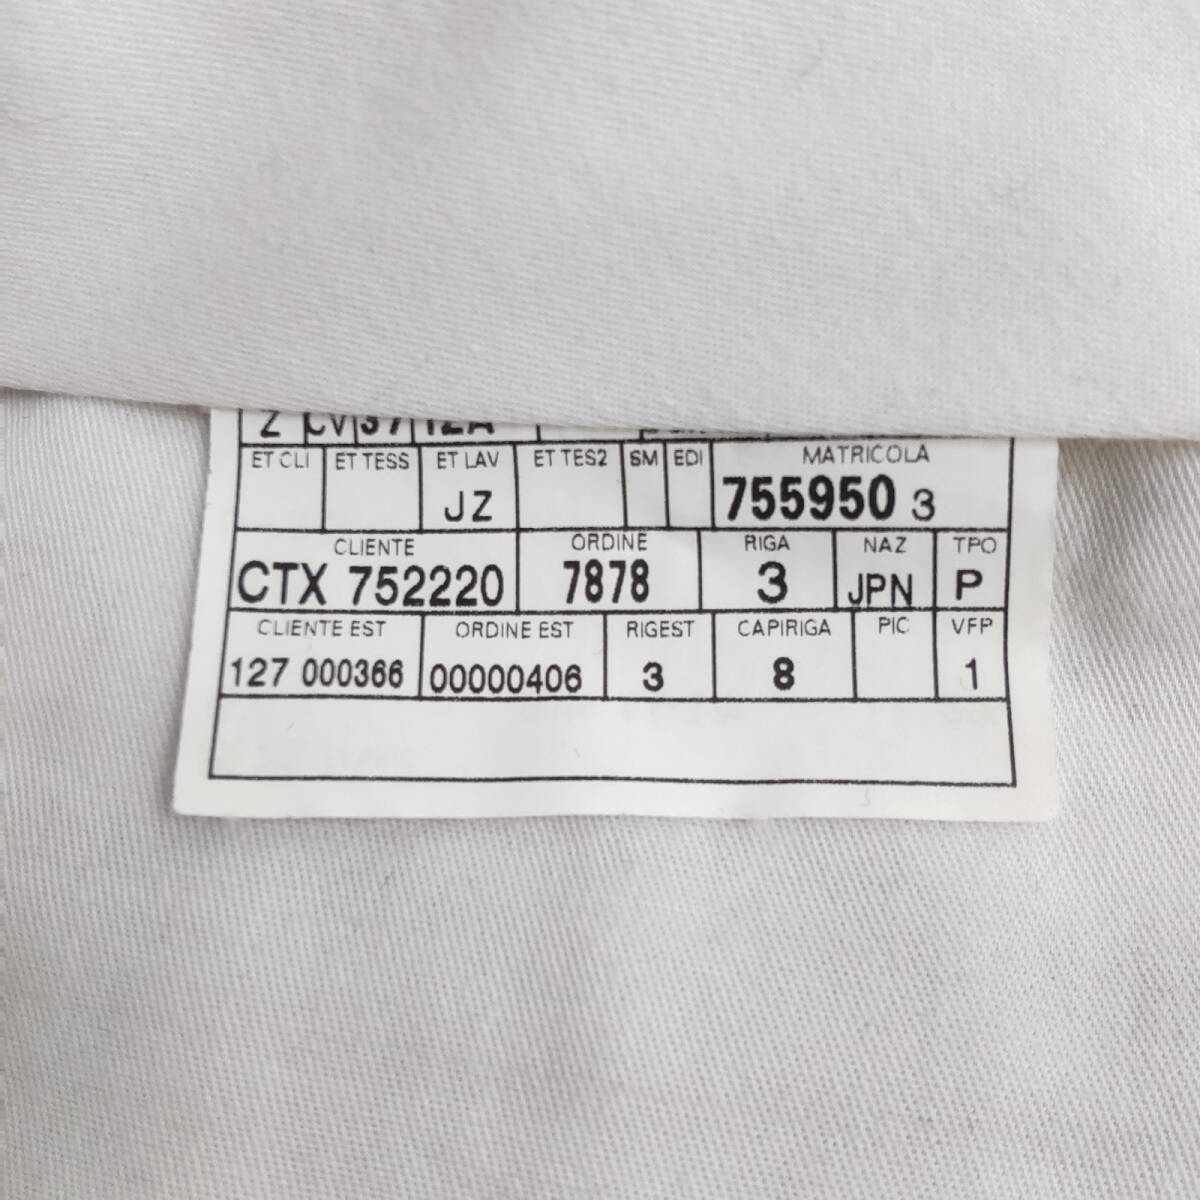 ET CLI ET TESS ET LAV ET TES2 SM EDI MATRICOLA
JZ 755950 3
CLIENTE ORDINE RIGA NAZ TPO
CTX 752220 7878 3 JPN P
CLIENTE EST ORDINE EST RIGEST CAPIRIGA PIC VFP
127 000366 00000406 3 8 1